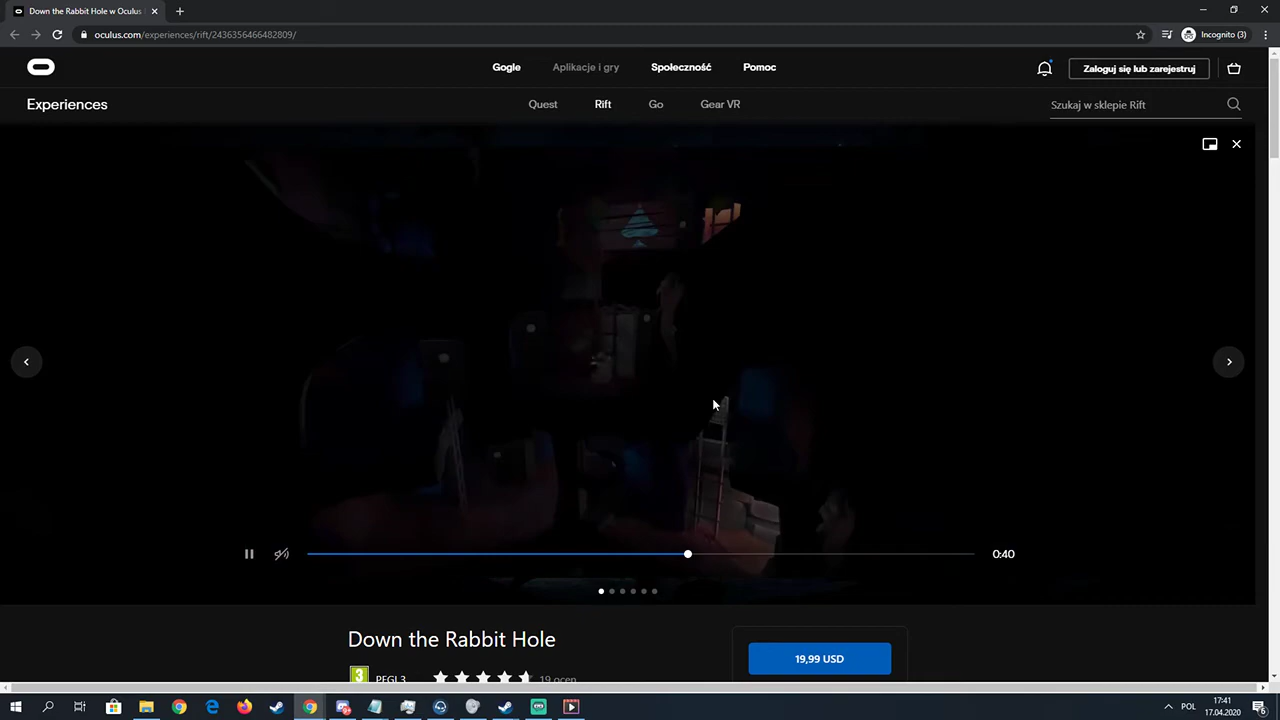 Down the Rabbit Hole w Oculus
oculus.com/experiences/rift/2436356466482809/
Incognito (3)
Gogle
Aplikacje i gry
Społeczność
Pomoc
Zaloguj się lub zarejestruj
Experiences
Quest
Rift
Go
Gear VR
Szukaj w sklepie Rift
0:40
Down the Rabbit Hole
19,99 USD
3
PEGI 3
19 ocen
POL
17:41
17.04.2020
6